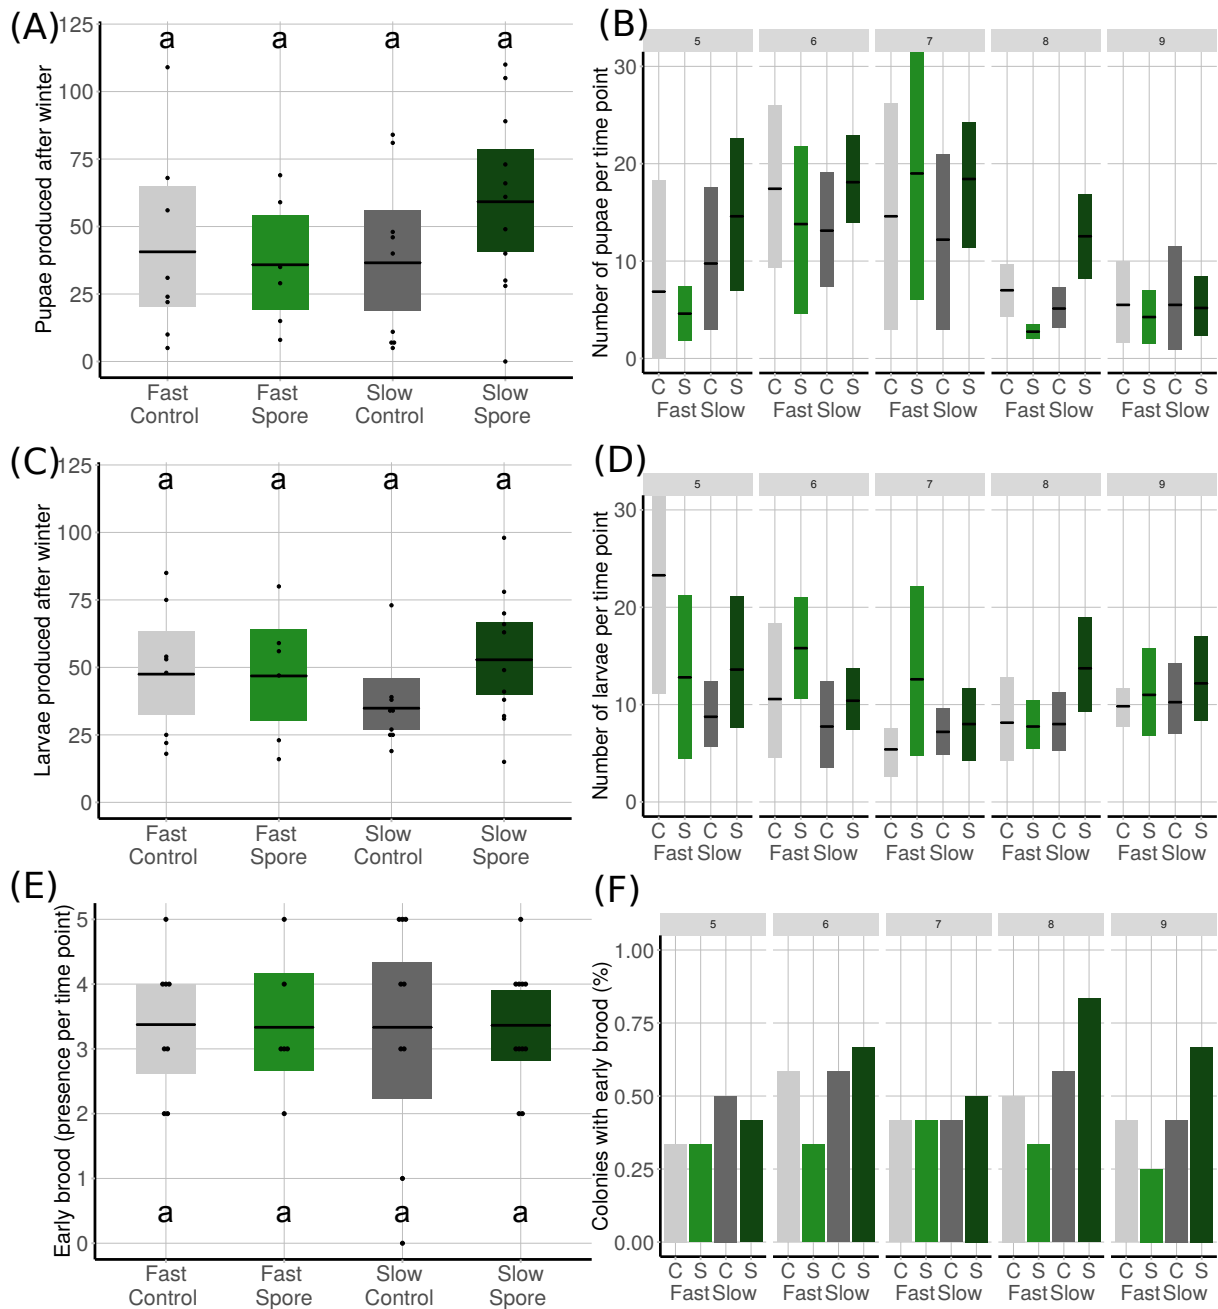 (A)
Pupae produced after winter
125
100
75
50
25
0
a a a a
Fast Fast Slow Slow
Control Spore Control Spore
(B)
Number of pupae per time point
5 6 7 8 9
30
20
10
0
C S C S C S C S C S C S C S C S C S C S
Fast Slow Fast Slow Fast Slow Fast Slow Fast Slow
(C)
Larvae produced after winter
125
100
75
50
25
0
a a a a
Fast Fast Slow Slow
Control Spore Control Spore
(D)
Number of larvae per time point
5 6 7 8 9
30
20
10
0
C S C S C S C S C S C S C S C S C S C S
Fast Slow Fast Slow Fast Slow Fast Slow Fast Slow
(E)
Early brood (presence per time point)
5
4
3
2
1
0
a a a a
Fast Fast Slow Slow
Control Spore Control Spore
(F)
Colonies with early brood (%)
5 6 7 8 9
1.00
0.75
0.50
0.25
0.00
C S C S C S C S C S C S C S C S C S C S
Fast Slow Fast Slow Fast Slow Fast Slow Fast Slow